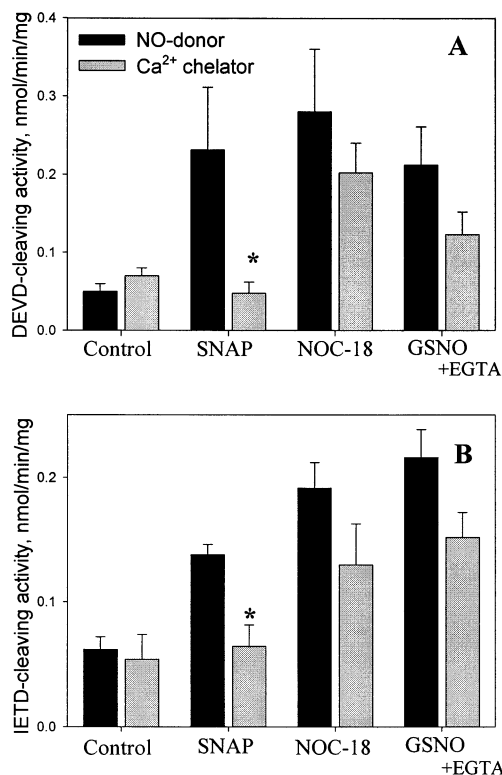 0.4
NO-donor
A
Ca2+ chelator
0.3
0.2
*
0.1
0.0
DEVD-cleaving activity, nmol/min/mg
Control SNAP NOC-18 GSNO
+EGTA
B
0.2
*
0.1
0.0
IETD-cleaving activity, nmol/min/mg
Control SNAP NOC-18 GSNO
+EGTA